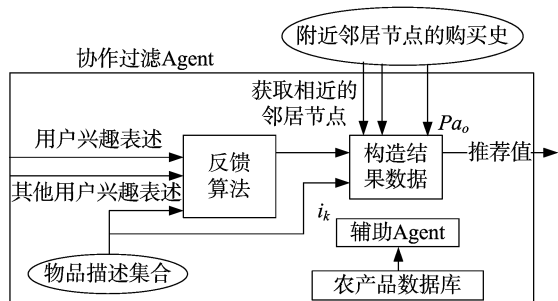 附近邻居节点的购买史
协作过滤Agent
获取相近的
邻居节点
Pao
用户兴趣表述
反馈
算法
构造结
果数据
推荐值
其他用户兴趣表述
ik
辅助Agent
物品描述集合
农产品数据库